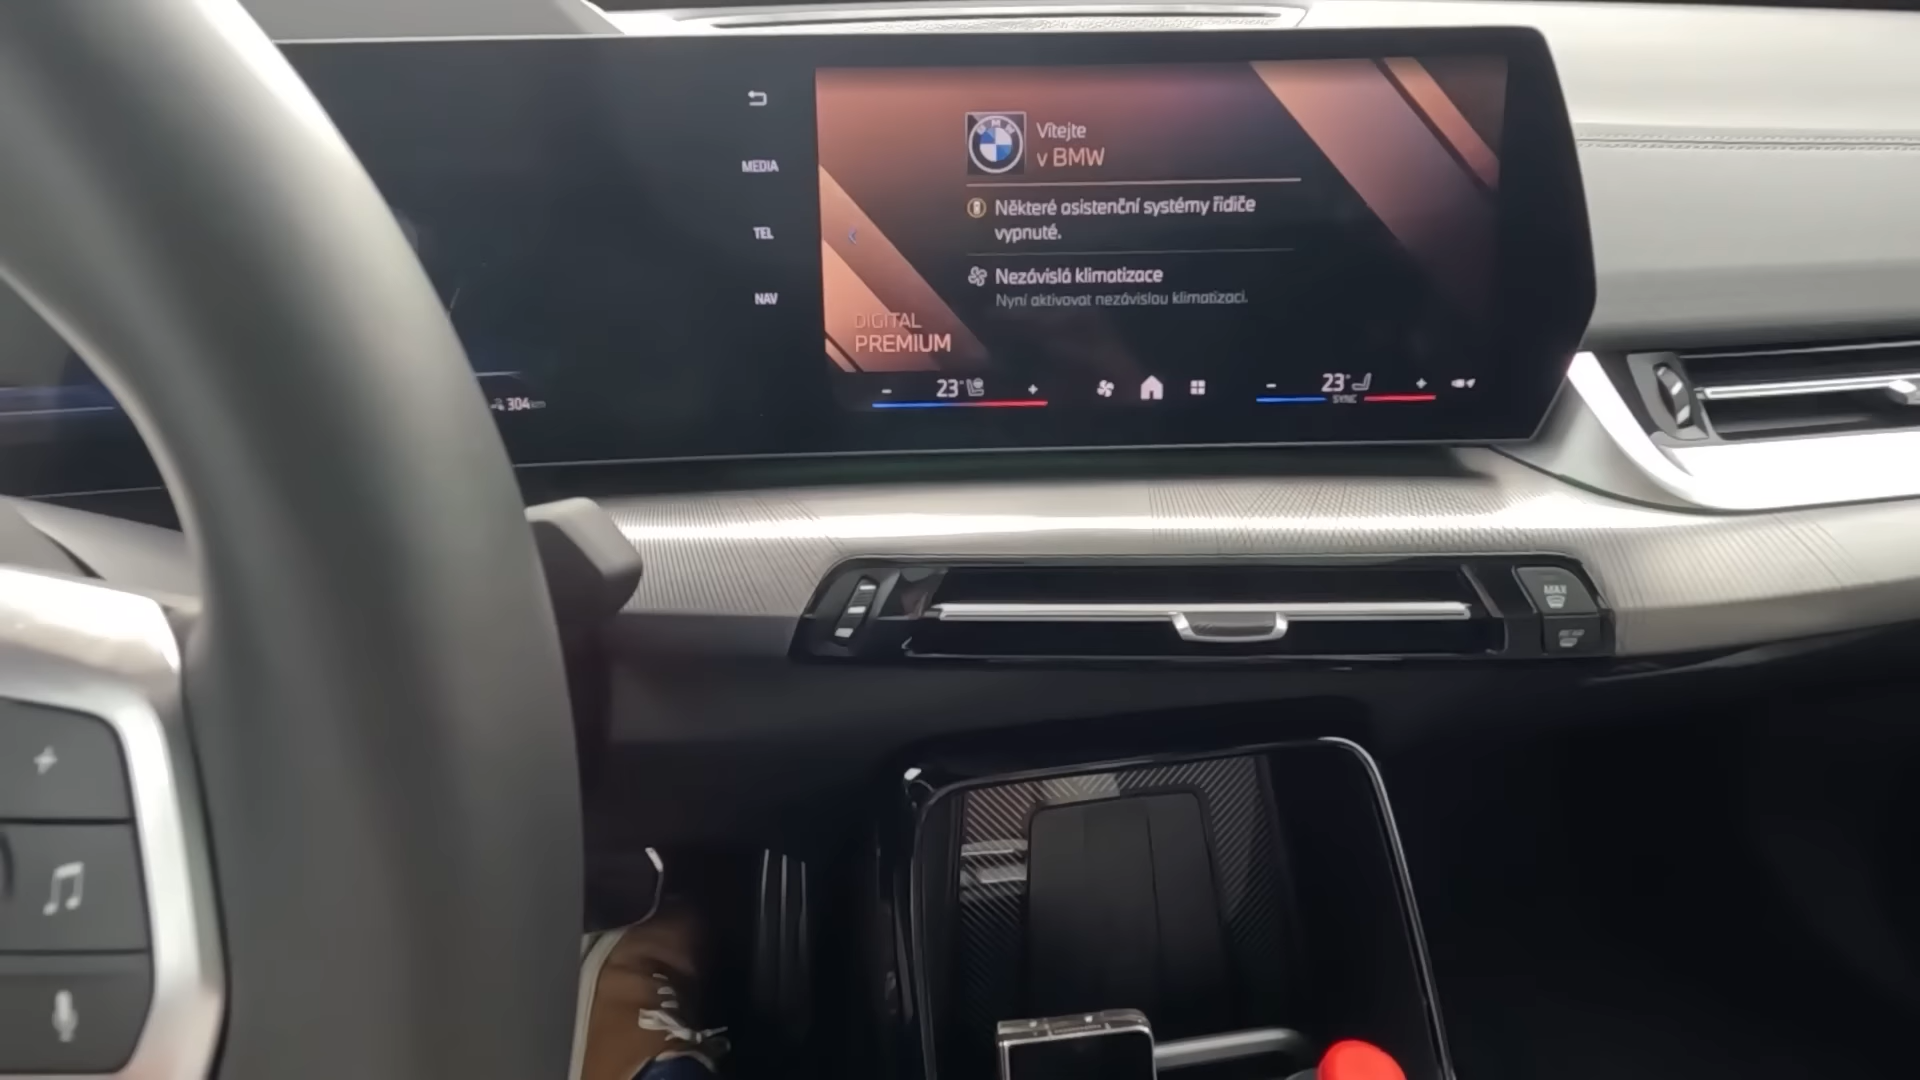 MEDIA
TEL
NAV
BMW
Vítejte
v BMW
Některé asistenční systémy řidiče
vypnuté.
Nezávislá klimatizace
Nyní aktivovat nezávislou klimatizaci.
DIGITAL
PREMIUM
- 23° +
- 23° +
SYNC
304 km
MAX